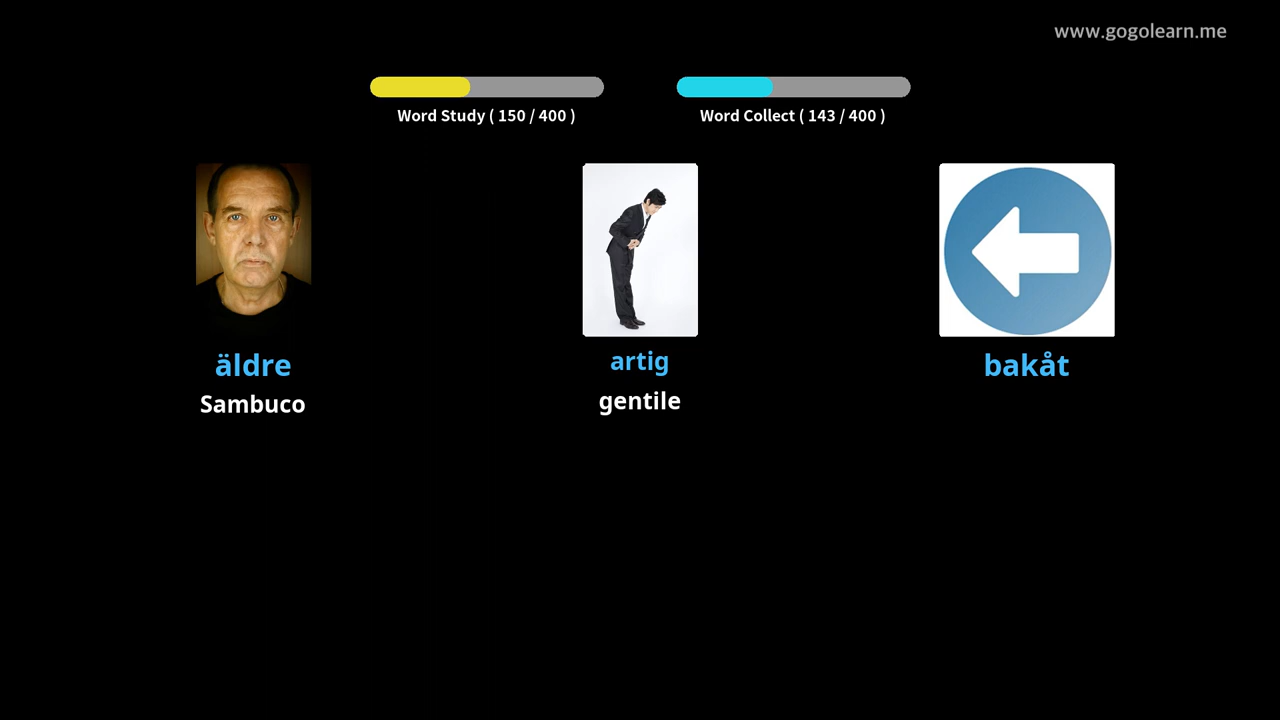 www.gogolearn.me
Word Study ( 150 / 400 )
Word Collect ( 143 / 400 )
äldre
artig
bakåt
Sambuco
gentile